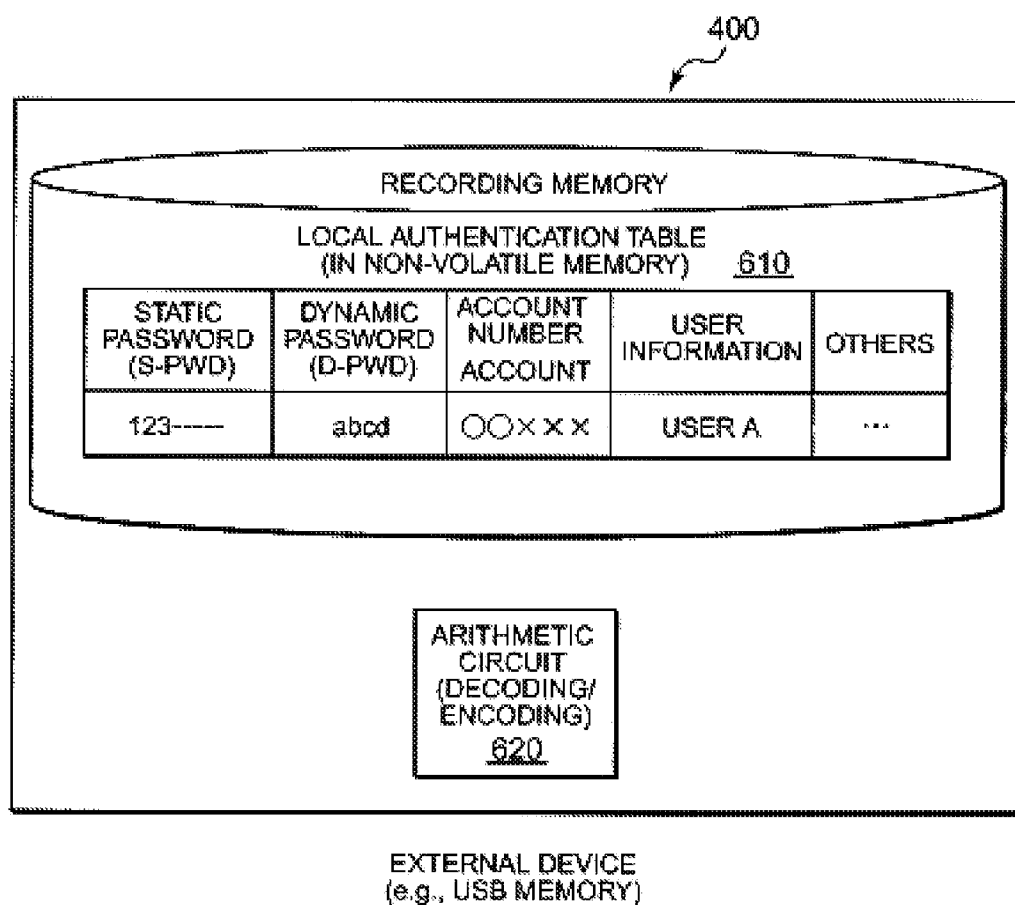 400
RECORDING MEMORY
LOCAL AUTHENTICATION TABLE
(IN NON-VOLATILE MEMORY) 610
STATIC PASSWORD (S-PWD)
DYNAMIC PASSWORD (D-PWD)
ACCOUNT NUMBER ACCOUNT
USER INFORMATION
OTHERS
123------
abcd
○○×××
USER A
...
ARITHMETIC
CIRCUIT
(DECODING/
ENCODING)
620
EXTERNAL DEVICE
(e.g., USB MEMORY)